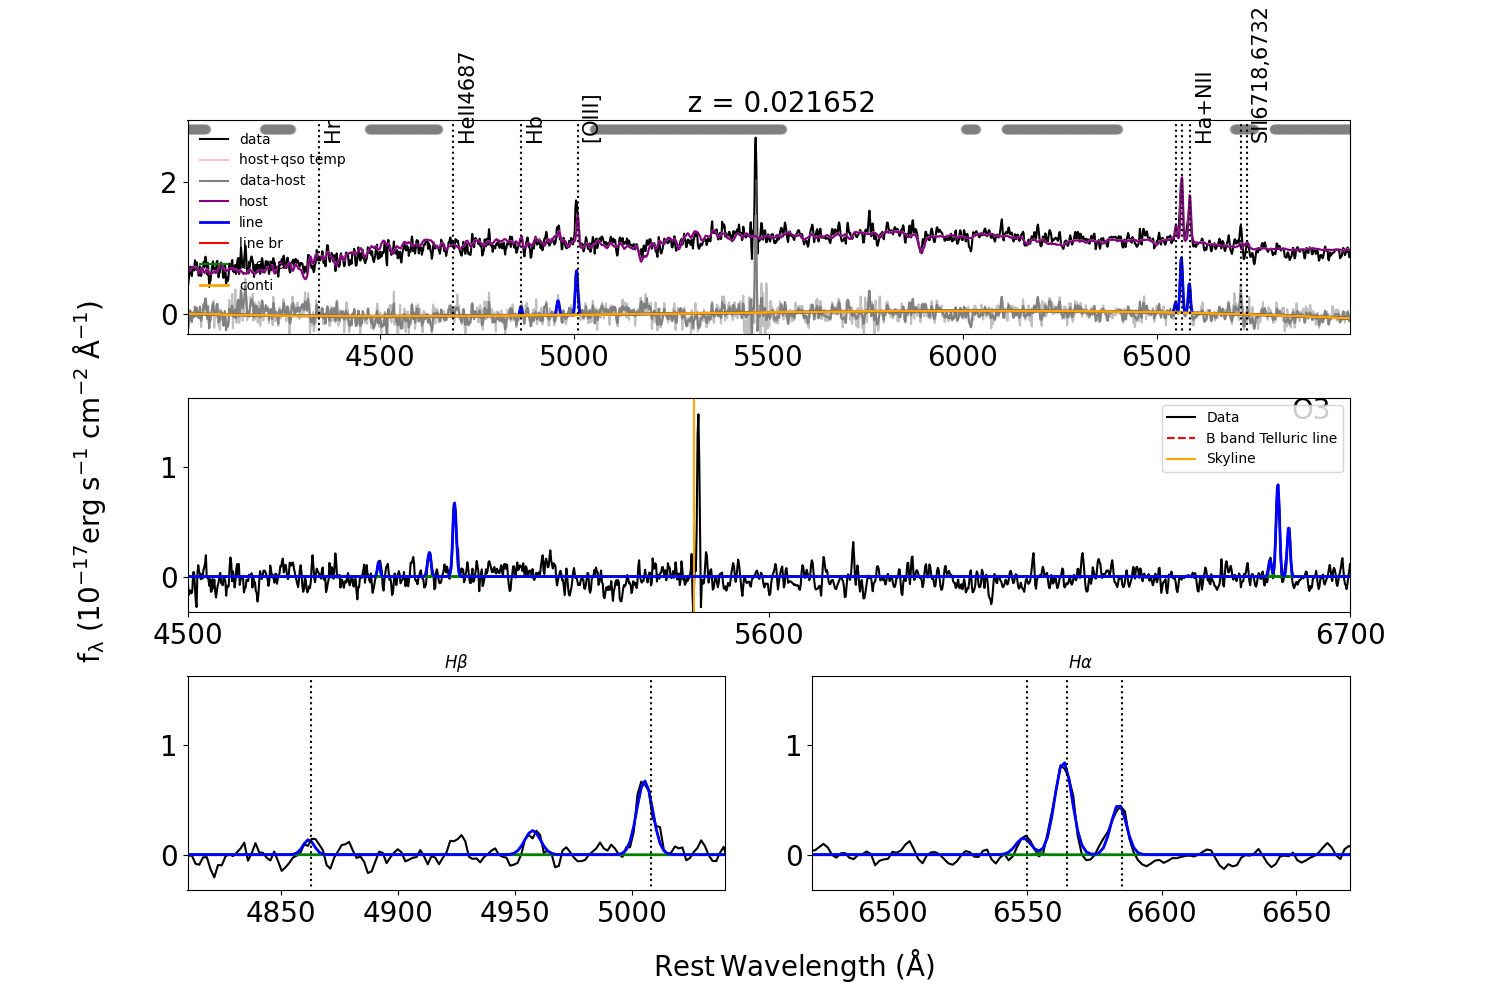 z = 0.021652
Hr
HeII4687
Hb
[OIII]
Ha+NII
SII6718,6732
data
host+qso temp
data-host
host
line
line br
conti
2
0
4500 5000 5500 6000 6500
fλ (10−17erg s−1 cm−2 Å−1)
O3
Data
B band Telluric line
Skyline
1
0
4500 5600 6700
Hβ
1
0
4850 4900 4950 5000
Hα
1
0
6500 6550 6600 6650
Rest Wavelength (Å)